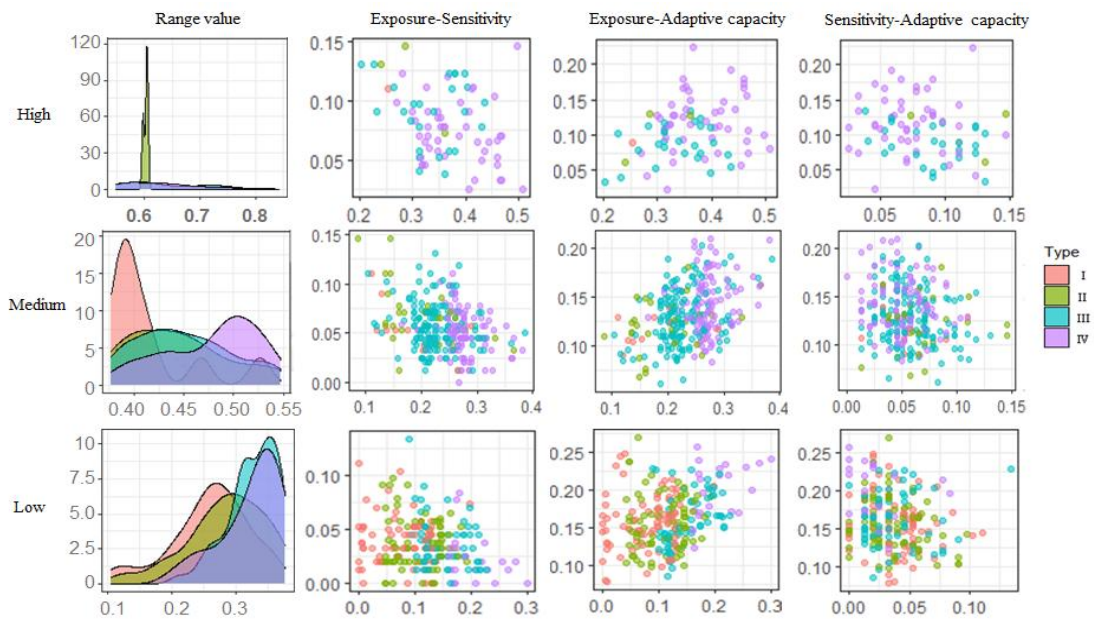 Range value
Exposure-Sensitivity
Exposure-Adaptive capacity
Sensitivity-Adaptive capacity
High
120
90
60
30
0
0.6 0.7 0.8
0.15
0.10
0.05
0.2 0.3 0.4 0.5
0.20
0.15
0.10
0.05
0.2 0.3 0.4 0.5
0.20
0.15
0.10
0.05
0.05 0.10 0.15
Medium
20
15
10
5
0
0.40 0.45 0.50 0.55
0.15
0.10
0.05
0.00
0.1 0.2 0.3 0.4
0.20
0.15
0.10
0.1 0.2 0.3 0.4
0.20
0.15
0.10
0.00 0.05 0.10 0.15
Type
I
II
III
IV
Low
10
7.5
5.0
2.5
0
0.1 0.2 0.3
0.10
0.05
0.00
0.0 0.1 0.2 0.3
0.25
0.20
0.15
0.10
0.0 0.1 0.2 0.3
0.25
0.20
0.15
0.10
0.00 0.05 0.10